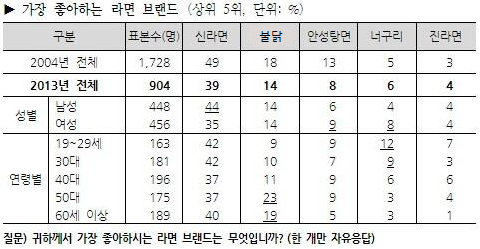 ▶ 가장 좋아하는 라면 브랜드 (상위 5위, 단위: %)
구분 표본수(명) 신라면 불닭 안성탕면 너구리 진라면
2004년 전체 1,728 49 18 13 5 3
2013년 전체 904 39 14 8 6 4
성별 남성 448 44 14 6 4 4
여성 456 35 14 9 8 4
연령별 19~29세 163 42 9 9 12 7
30대 181 42 10 7 9 3
40대 196 37 11 9 6 6
50대 175 37 23 9 3 4
60세 이상 189 40 19 5 3 1
질문) 귀하께서 가장 좋아하시는 라면 브랜드는 무엇입니까? (한 개만 자유응답)